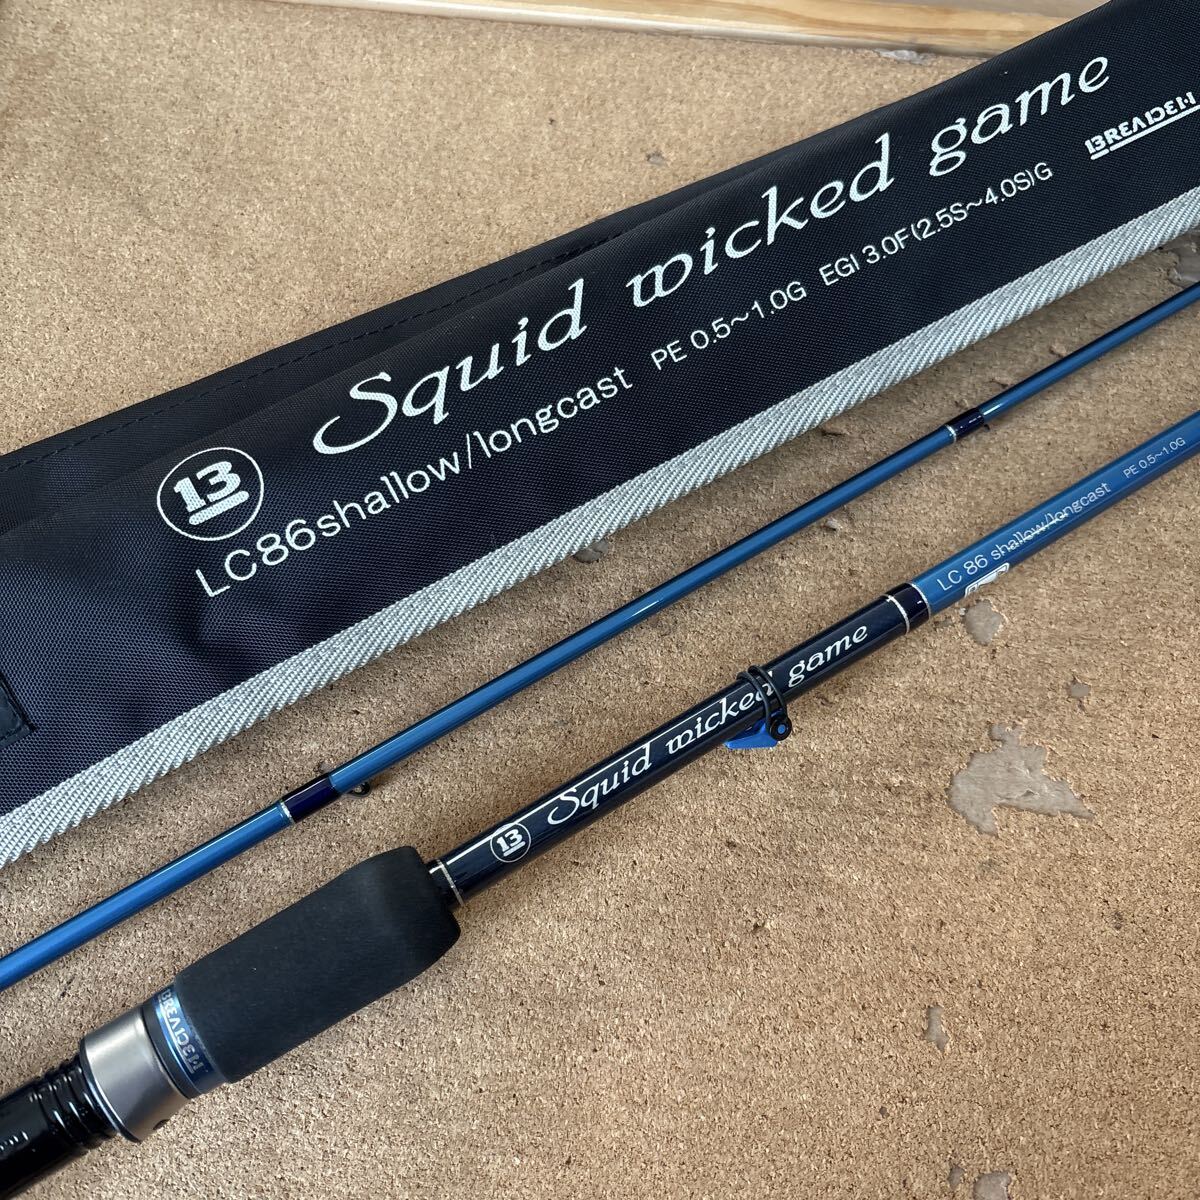 Squid wicked game
BREADEN
13
LC86shallow/longcast PE 0.5～1.0G EGI 3.0F(2.5S～4.0S)G
LC 86 shallow/longcast PE 0.5～1.0G
13 Squid wicked game
BREADEN